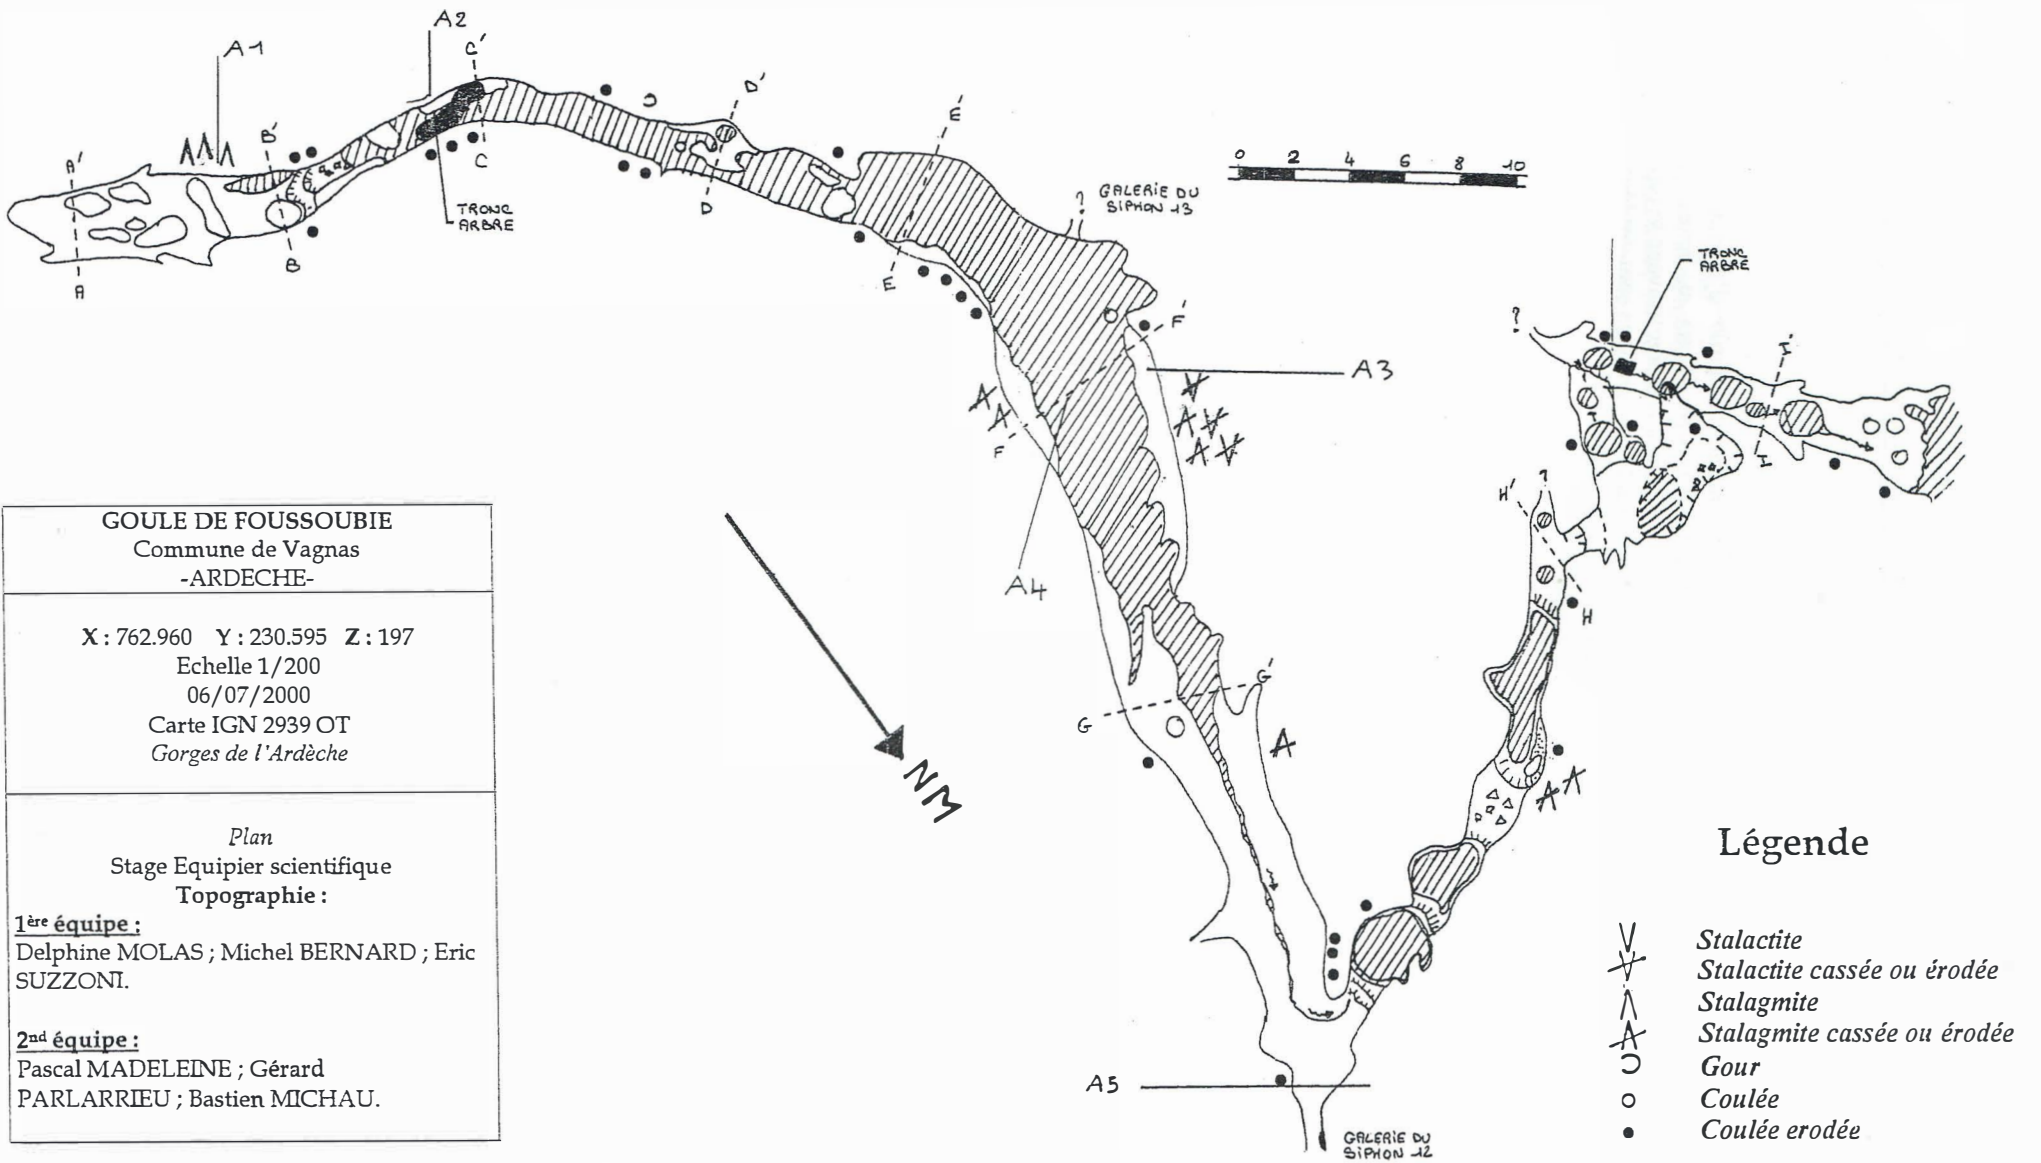 A1
A2
C'
D'
B'
A'
E'
C
TRONC
ARBRE
D
B
A
E
0 2 4 6 8 10
?
GALERIE DU
SIPHON 13
F'
A3
F
A4
G'
G
NM
?
TRONC
ARBRE
I
I
?
H'
H
A5
GALERIE DU
SIPHON 12
GOULE DE FOUSSOUBIE
Commune de Vagnas
-ARDECHE-
X : 762.960 Y : 230.595 Z : 197
Echelle 1/200
06/07/2000
Carte IGN 2939 OT
Gorges de l'Ardèche
Plan
Stage Equipier scientifique
Topographie :
1ère équipe :
Delphine MOLAS ; Michel BERNARD ; Eric
SUZZONI.
2nd équipe :
Pascal MADELEINE ; Gérard
PARLARRIEU ; Bastien MICHAU.
Légende
Stalactite
Stalactite cassée ou érodée
Stalagmite
Stalagmite cassée ou érodée
Gour
Coulée
Coulée erodée